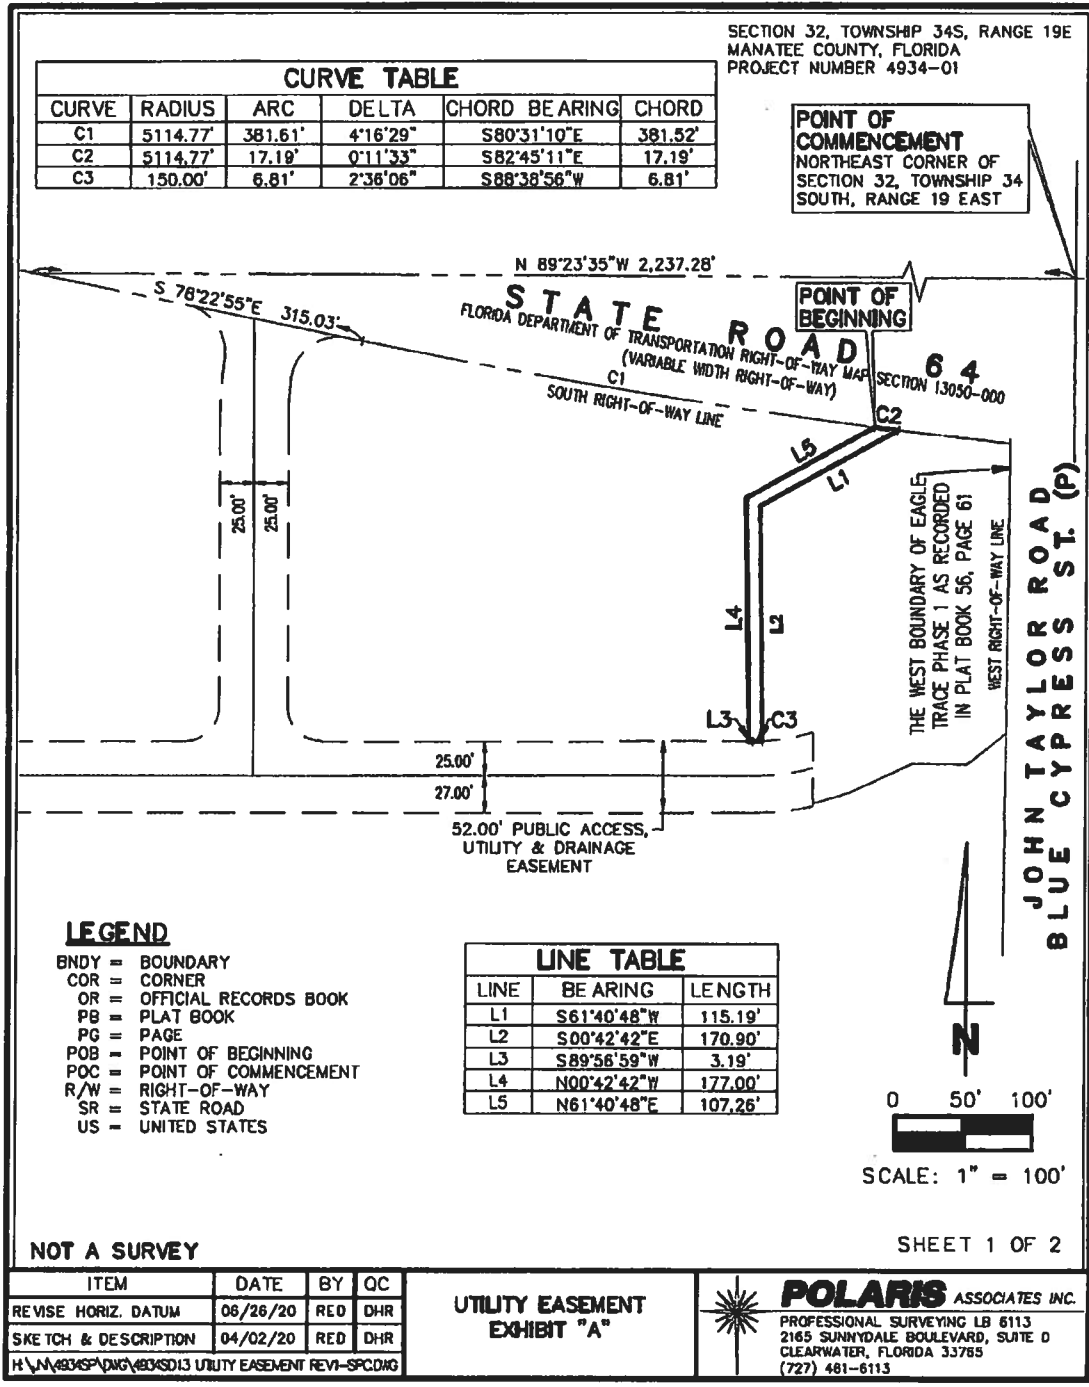 SECTION 32, TOWNSHIP 34S, RANGE 19E
MANATEE COUNTY, FLORIDA
PROJECT NUMBER 4934-01
CURVE TABLE
CURVE RADIUS ARC DELTA CHORD BEARING CHORD
C1 5114.77' 381.61' 4°16'29" S80°31'10"E 381.52'
C2 5114.77' 17.19' 0°11'33" S82°45'11"E 17.19'
C3 150.00' 6.81' 2°36'06" S88°38'56"W 6.81'
POINT OF
COMMENCEMENT
NORTHEAST CORNER OF
SECTION 32, TOWNSHIP 34
SOUTH, RANGE 19 EAST
N 89°23'35"W 2,237.28'
S 78°22'55"E 315.03'
STATE ROAD 64
FLORIDA DEPARTMENT OF TRANSPORTATION RIGHT-OF-WAY MAP SECTION 13050-000
(VARIABLE WIDTH RIGHT-OF-WAY)
POINT OF
BEGINNING
C1
SOUTH RIGHT-OF-WAY LINE
C2
L5
L1
25.00'
25.00'
L4
L2
L3
C3
THE WEST BOUNDARY OF EAGLE
TRACE PHASE 1 AS RECORDED
IN PLAT BOOK 56, PAGE 61
WEST RIGHT-OF-WAY LINE
JOHN TAYLOR ROAD
BLUE CYPRESS ST. (P)
25.00'
27.00'
52.00' PUBLIC ACCESS,
UTILITY & DRAINAGE
EASEMENT
LEGEND
BNDY = BOUNDARY
COR = CORNER
OR = OFFICIAL RECORDS BOOK
PB = PLAT BOOK
PG = PAGE
POB = POINT OF BEGINNING
POC = POINT OF COMMENCEMENT
R/W = RIGHT-OF-WAY
SR = STATE ROAD
US = UNITED STATES
LINE TABLE
LINE BEARING LENGTH
L1 S61°40'48"W 115.19'
L2 S00°42'42"E 170.90'
L3 S89°56'59"W 3.19'
L4 N00°42'42"W 177.00'
L5 N61°40'48"E 107.26'
N
0 50' 100'
SCALE: 1" = 100'
NOT A SURVEY
SHEET 1 OF 2
ITEM DATE BY QC
REVISE HORIZ. DATUM 06/26/20 RED DHR
SKETCH & DESCRIPTION 04/02/20 RED DHR
H:\JN\4934SP\DWG\4934SD13 UTILITY EASEMENT REV1-SPC.DWG
UTILITY EASEMENT
EXHIBIT "A"
POLARIS ASSOCIATES INC.
PROFESSIONAL SURVEYING LB 6113
2165 SUNNYDALE BOULEVARD, SUITE D
CLEARWATER, FLORIDA 33765
(727) 461-6113